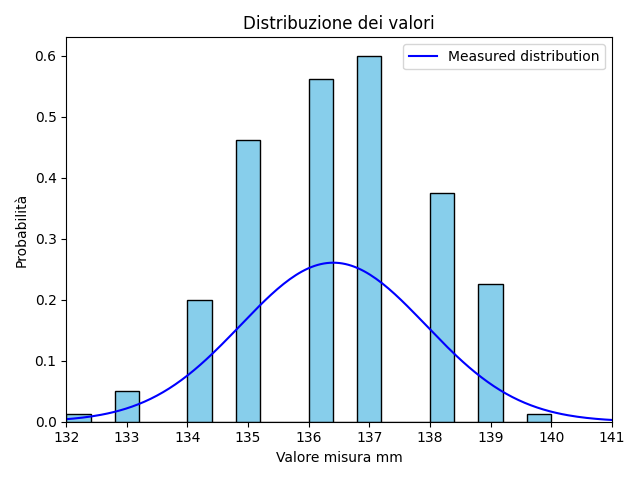 Distribuzione dei valori
Measured distribution
Probabilità
0.6
0.5
0.4
0.3
0.2
0.1
0.0
132 133 134 135 136 137 138 139 140 141
Valore misura mm